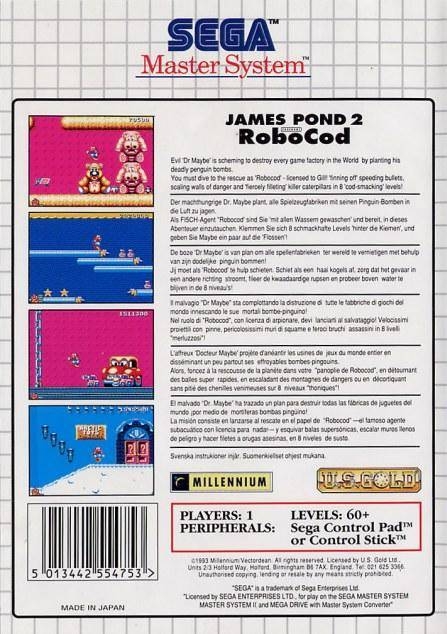 SEGA™
Master System™
70500
1511300
JAMES POND 2
RoboCod
Evil 'Dr Maybe' is scheming to destroy every game factory in the World by planting his
deadly penguin bombs.
You must dive to the rescue as 'Robocod' - licensed to Gill! 'finning off' speeding bullets,
scaling walls of danger and 'fiercely filleting' killer caterpillars in 8 'cod-smacking' levels!
Der machthungrige Dr. Maybe plant, alle Spielzeugfabriken mit seinen Pinguin-Bomben in
die Luft zu jagen.
Als FISCH-Agent "Robocod' sind Sie 'mit allen Wassern gewaschen' und bereit, in dieses
Abenteuer einzutauchen. Klemmen Sie sich 8 schmackhafte Levels 'hinter die Kiemen', und
geben Sie Maybe ein paar auf die 'Flossen'!
De boze 'Dr Maybe' is van plan om alle spellenfabrieken ter wereld te vernietigen met behulp
van zijn dodelijke pinguin bommen!
Jij moet als 'Robocod' te hulp schieten. Schiet als een haai kogels af, zorg dat het gevaar in
een andere richting stroomt, fileer de kwaadaardige rupsen en probeer boven water te
blijven in de 8 niveau's!
Il malvagio "Dr Maybe" sta complottando la distruzione di tutte le fabbriche di giochi del
mondo innescando le sue mortali bombe-pinguino!
Nel ruolo di "Robocod", con licenza di arpionare, devi lanciarti al salvataggio! Velocissimi
proiettili con pinne, pericolosissimi muri di squame e feroci bruchi assassini in 8 livelli
"merluzzosi"!
L'affreux 'Docteur Maybe' projète d'anéantir les usines de jeux du monde entier en
disséminant un peu partout ses effroyables bombes-pingouins.
Alors, foncez à la rescousse de la planète dans votre "panoplie de Robocod", en détournant
des balles super rapides, en escaladant des montagnes de dangers ou en décortiquant
sans pitié des chenilles venimeuses sur 8 niveaux "thoniques"!
El malvado "Dr. Maybe" ha trazado un plan para destruir todas las fábricas de juguetes del
mundo ¡por medio de mortíferas bombas pingüino!
La misión consiste en lanzarse al rescate en el papel de "Robocod" —el famoso agente
subacuático con licencia para nadar— y esquivar balas supersónicas, escalar muros llenos
de peligro y hacer filetes a orugas asesinas, en 8 niveles de susto.
Svenska instruktioner injår. Suomenkieliset ohjest mukana.
MILLENNIUM
U.S. GOLD
PLAYERS: 1
LEVELS: 60+
PERIPHERALS:
Sega Control Pad™
or Control Stick™
©1993 Millennium/Vectordean. All rights reserved. Licensed by U.S. Gold Ltd.,
Units 2/3 Holford Way, Holford, Birmingham B6 7AX. England. Tel: 021 625 3366.
Unauthorised copying, lending or resale by any means strictly prohibited.
5 013442 554753 >
MADE IN JAPAN
"SEGA" is a trademark of Sega Enterprises Ltd.
"Licensed by SEGA ENTERPRISES LTD., for play on the SEGA MASTER SYSTEM
MASTER SYSTEM II, and MEGA DRIVE with Master System Converter"